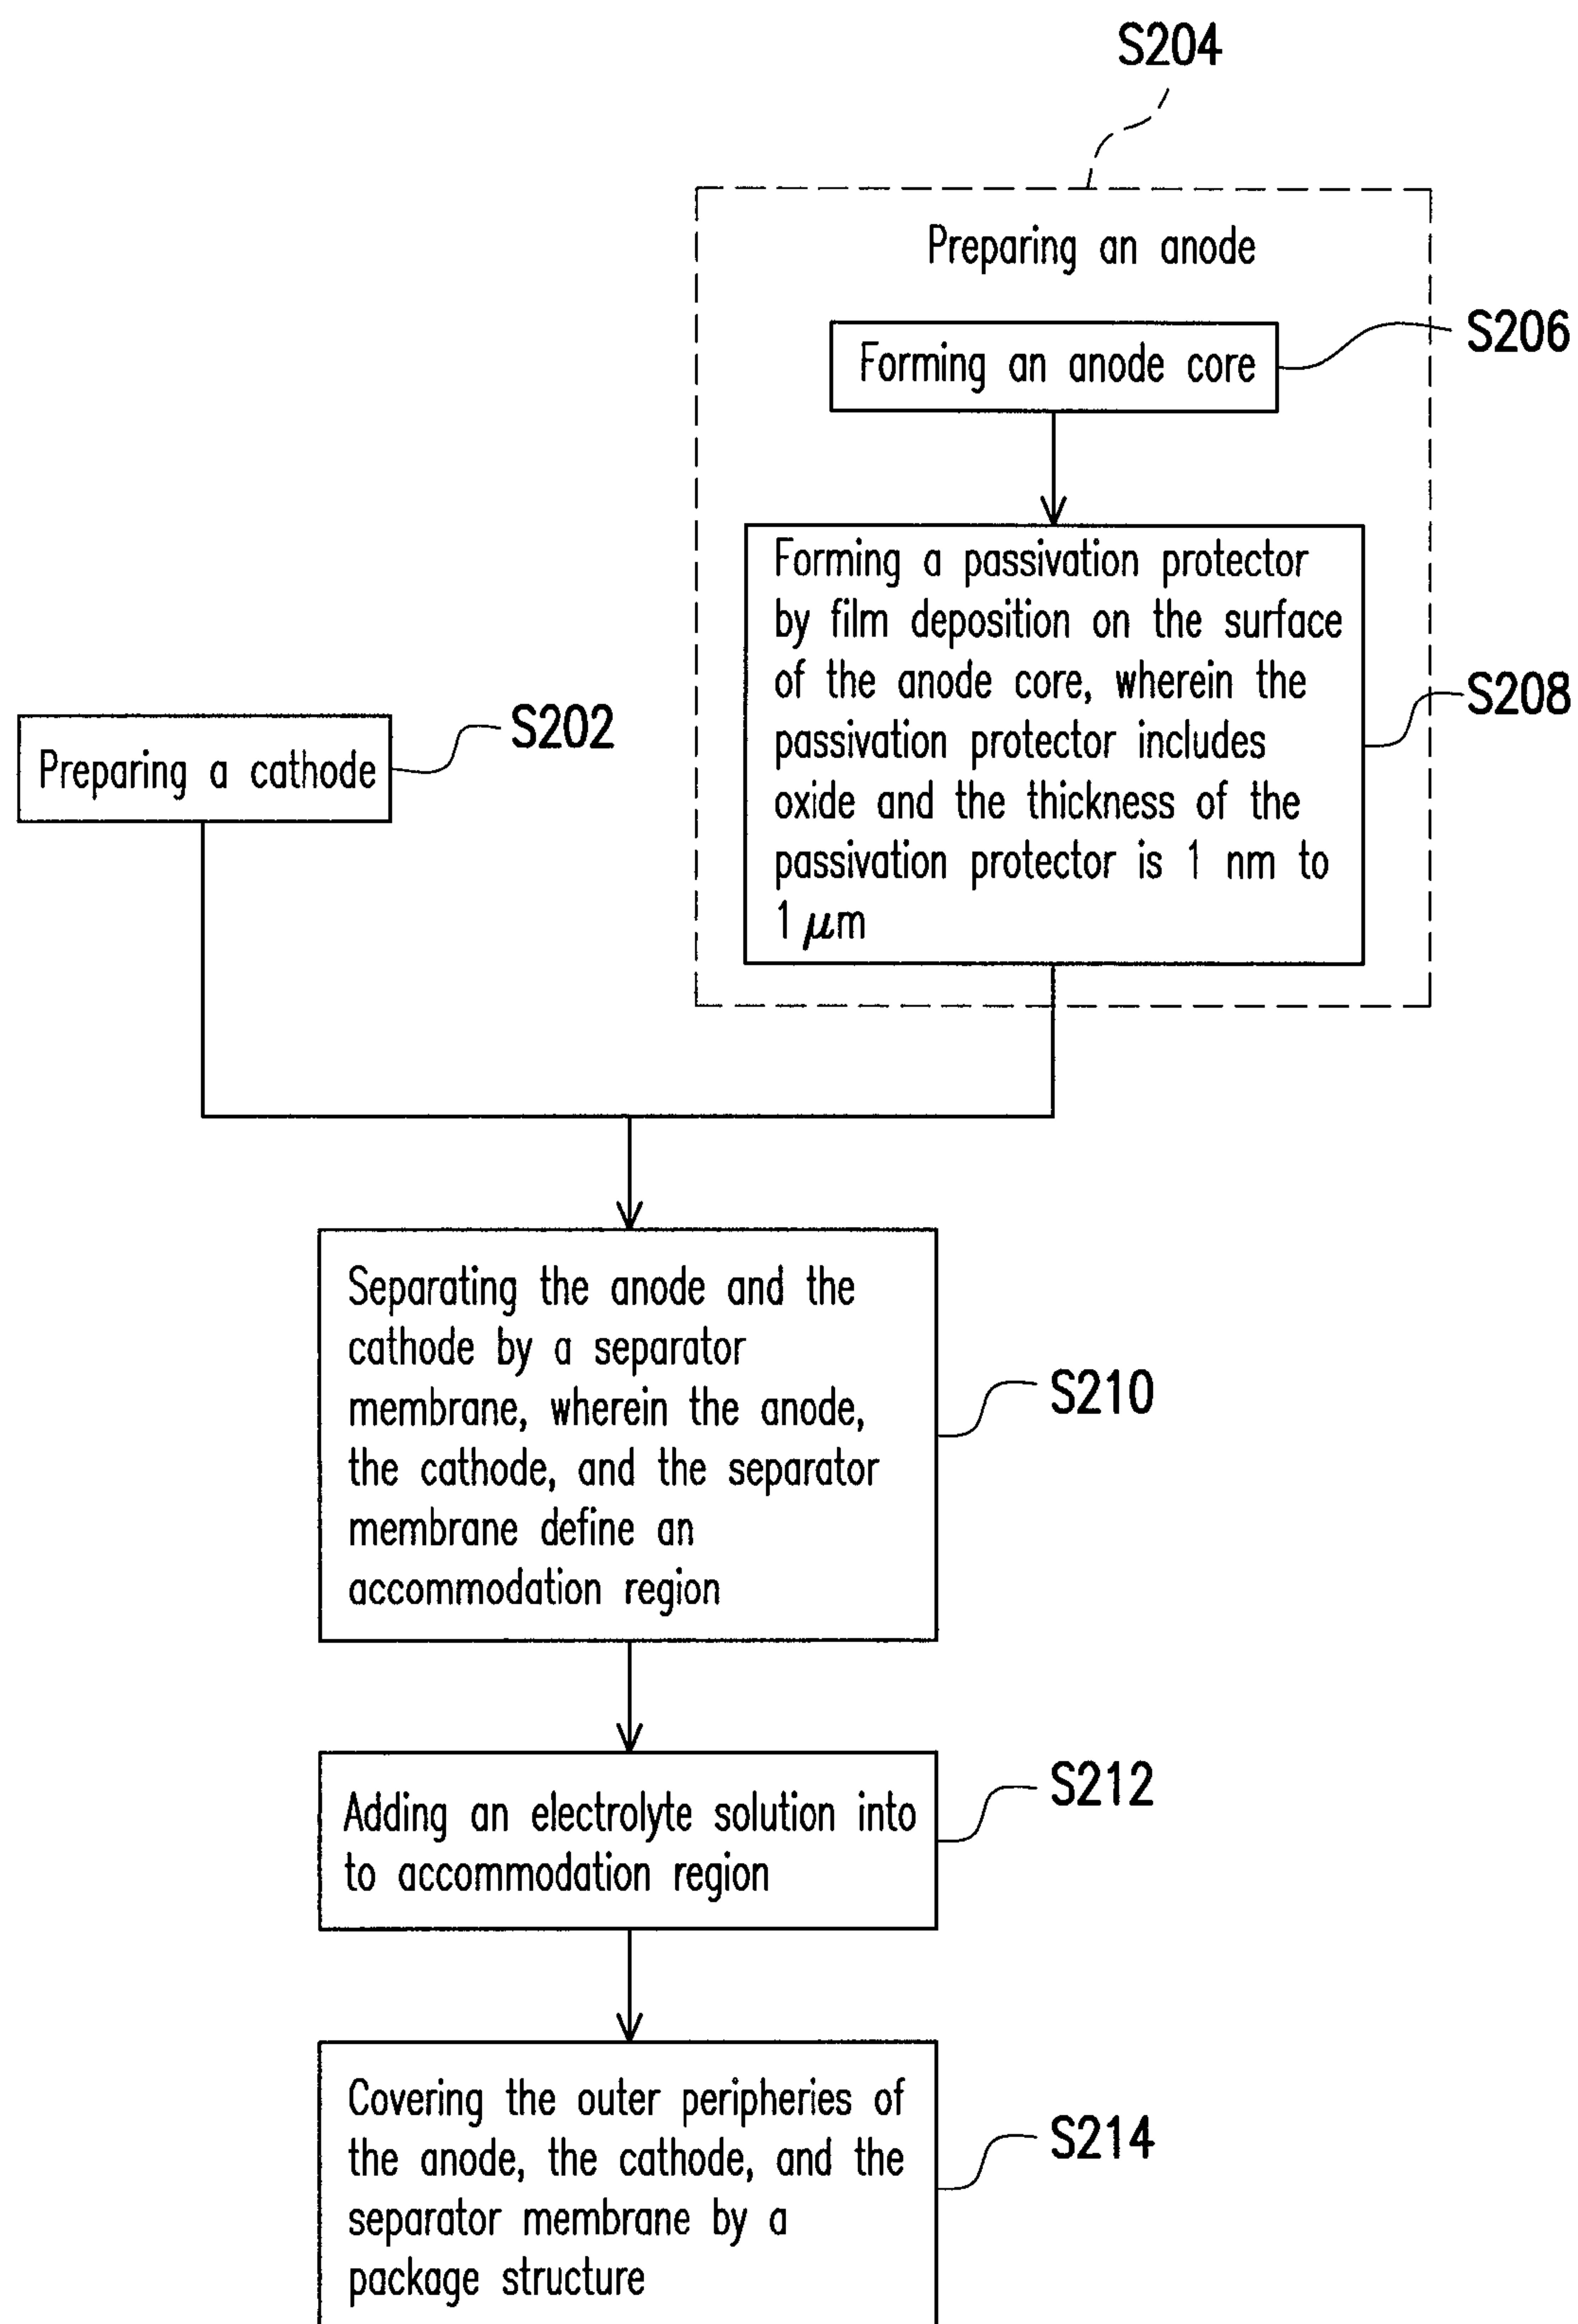 S204
Preparing an anode
Forming an anode core
S206
Forming a passivation protector
by film deposition on the surface
of the anode core, wherein the
passivation protector includes
oxide and the thickness of the
passivation protector is 1 nm to
1 μm
S208
Preparing a cathode
S202
Separating the anode and the
cathode by a separator
membrane, wherein the anode,
the cathode, and the separator
membrane define an
accommodation region
S210
Adding an electrolyte solution into
to accommodation region
S212
Covering the outer peripheries of
the anode, the cathode, and the
separator membrane by a
package structure
S214